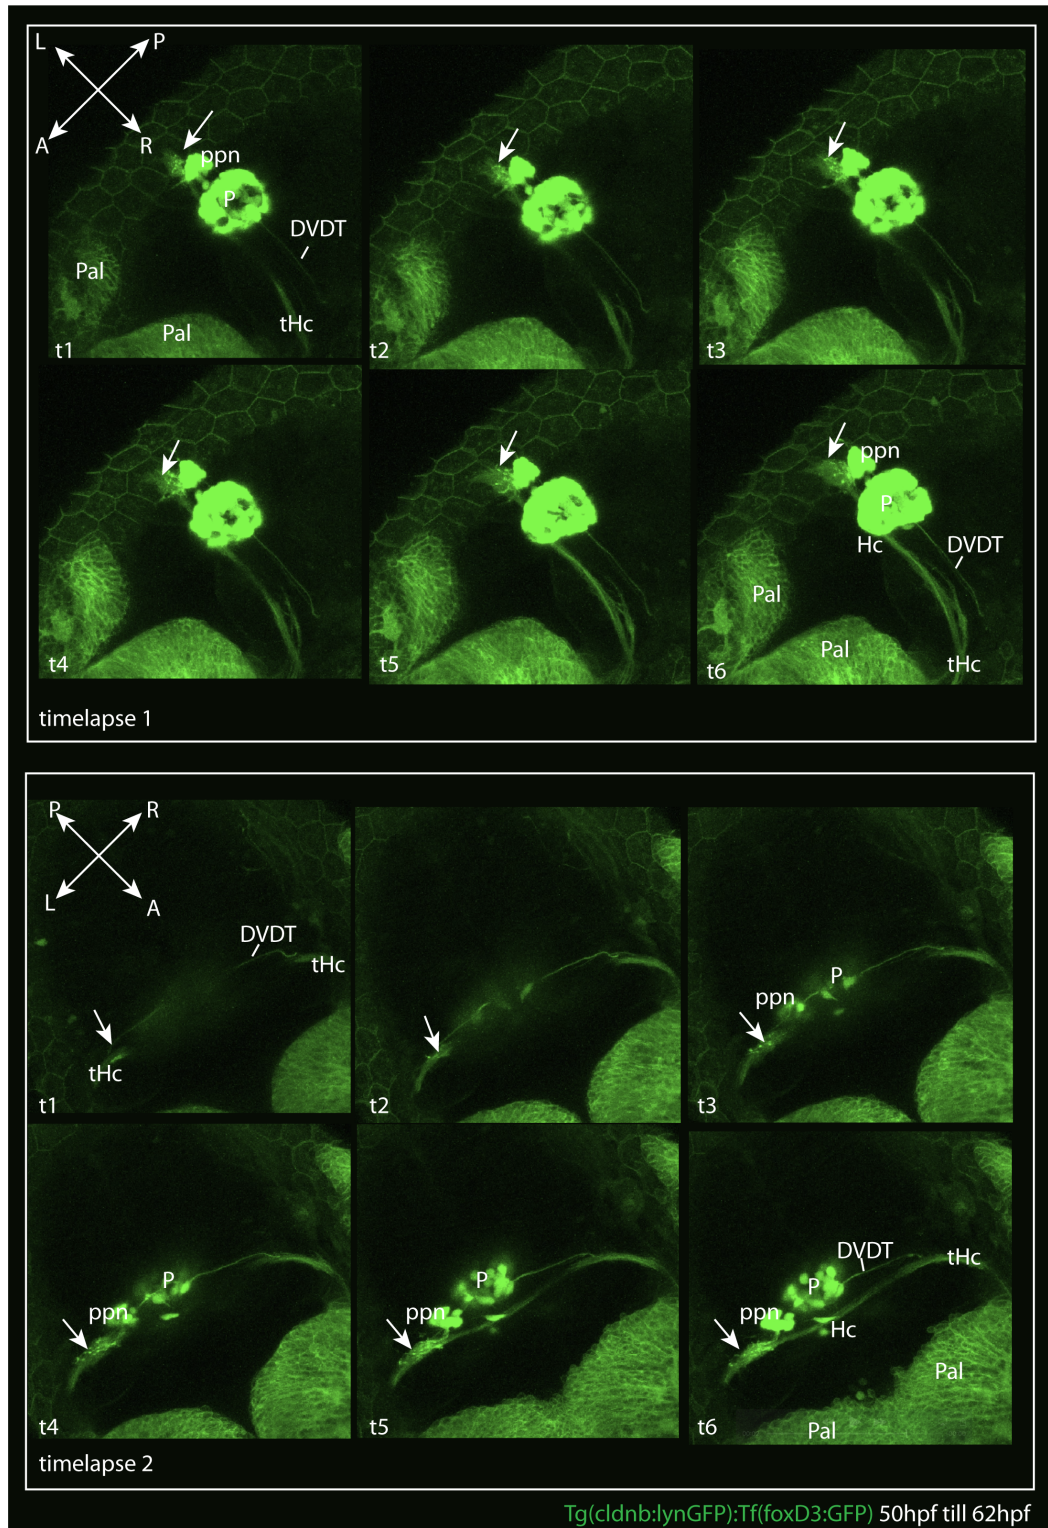 L P
A R
ppn
P
DVDT
Pal
Pal
tHc
t1
t2
t3
t4
t5
ppn
P
Hc
DVDT
Pal
Pal
tHc
t6
timelapse 1
P R
L A
DVDT
tHc
tHc
t1
t2
P
ppn
t3
P
ppn
t4
P
ppn
t5
DVDT
tHc
P
ppn
Hc
Pal
Pal
t6
timelapse 2
Tg(cldnb:lynGFP):Tf(foxD3:GFP) 50hpf till 62hpf